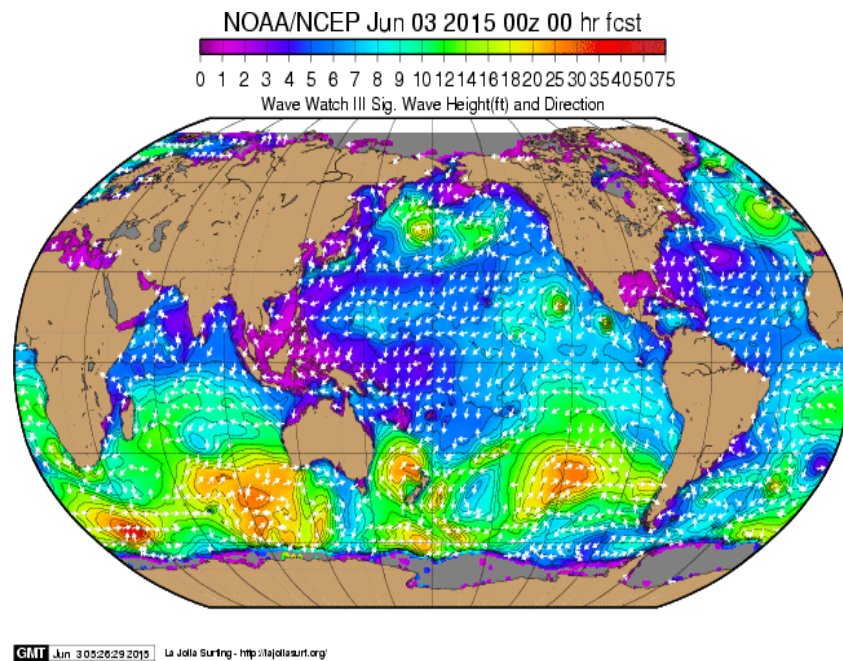 NOAA/NCEP Jun 03 2015 00z 00 hr fcst
0 1 2 3 4 5 6 7 8 9 10 12 14 16 18 20 25 30 35 40 50 75
Wave Watch III Sig. Wave Height(ft) and Direction
GMT Jun 3 05:26:29 2015 La Jolla Surfing - http://lajollasurf.org/